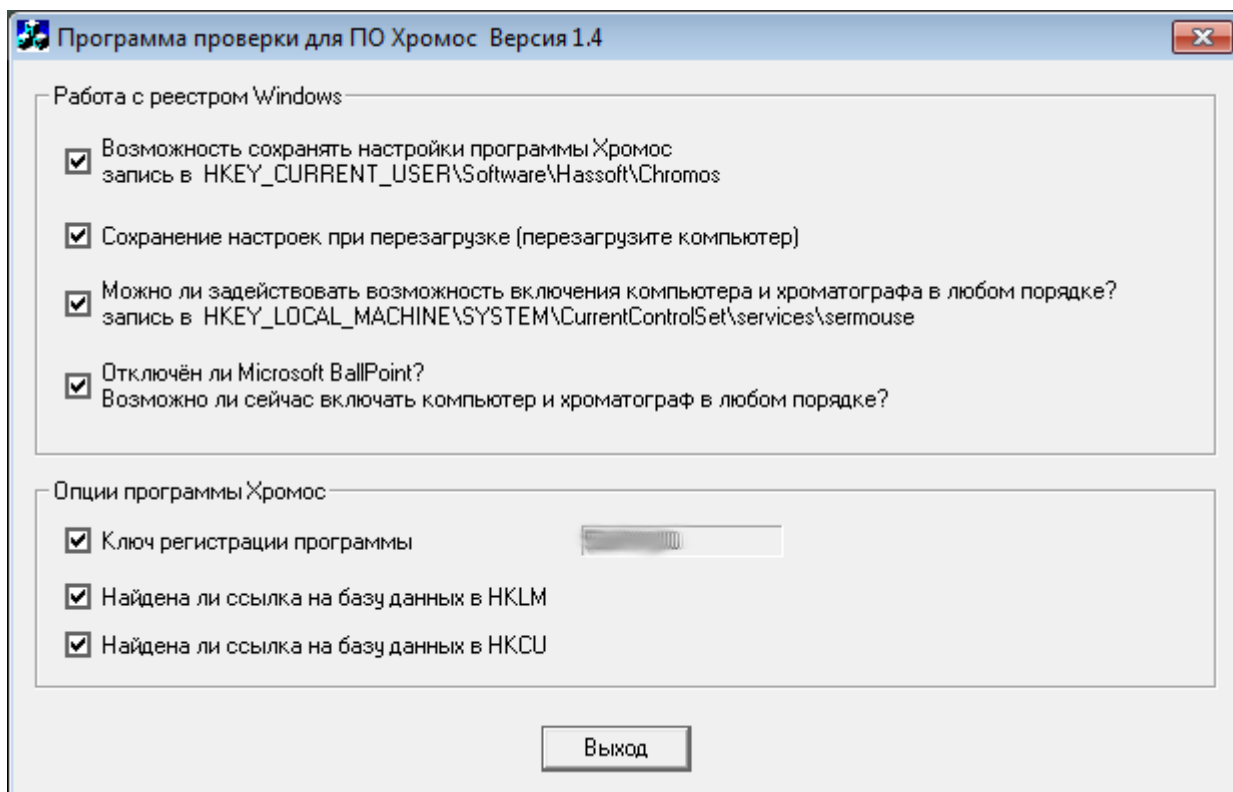 Программа проверки для ПО Хромос Версия 1.4
Работа с реестром Windows
Возможность сохранять настройки программы Хромос
запись в HKEY_CURRENT_USER\Software\Hassoft\Chromos
Сохранение настроек при перезагрузке (перезагрузите компьютер)
Можно ли задействовать возможность включения компьютера и хроматографа в любом порядке?
запись в HKEY_LOCAL_MACHINE\SYSTEM\CurrentControlSet\services\sermouse
Отключён ли Microsoft BallPoint?
Возможно ли сейчас включать компьютер и хроматограф в любом порядке?
Опции программы Хромос
Ключ регистрации программы
Найдена ли ссылка на базу данных в HKLM
Найдена ли ссылка на базу данных в HKCU
Выход